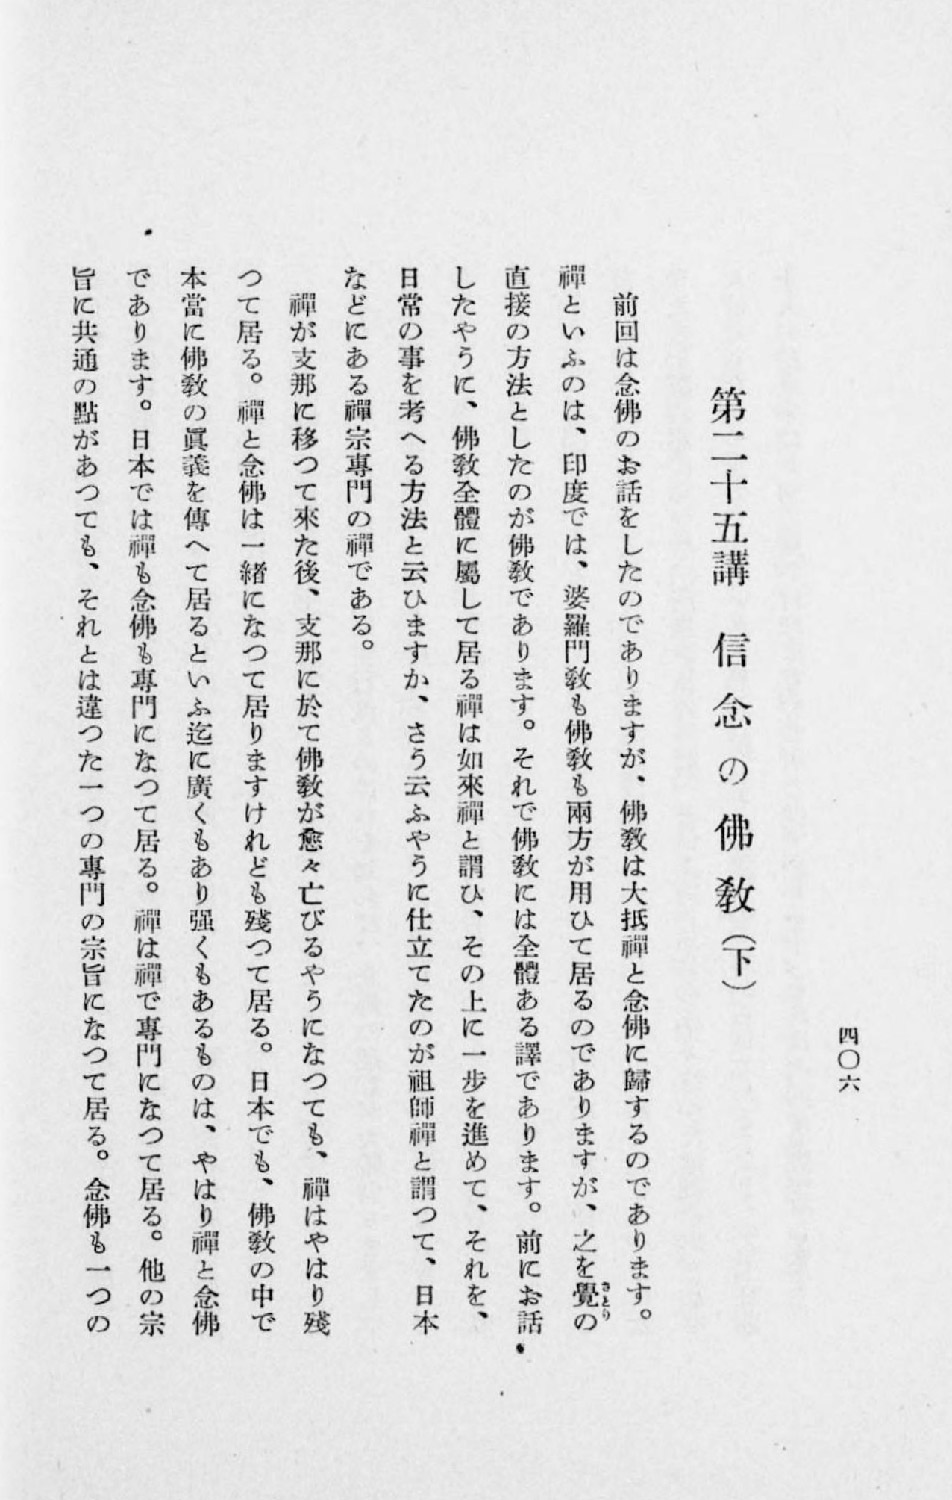 四〇六
第二十五講　信念の佛敎（下）
前回は念佛のお話をしたのでありますが、佛敎は大抵禪と念佛に歸するのであります。
禪といふのは、印度では、婆羅門敎も佛敎も兩方が用ひて居るのでありますが、之を覺の
さとり
直接の方法としたのが佛敎であります。それで佛敎には全體ある譯であります。前にお話
したやうに、佛敎全體に屬して居る禪は如來禪と謂ひ、その上に一步を進めて、それを、
日常の事を考へる方法と云ひますか、さう云ふやうに仕立てたのが祖師禪と謂つて、日本
などにある禪宗專門の禪である。
禪が支那に移つて來た後、支那に於て佛敎が愈々亡びるやうになつても、禪はやはり殘
つて居る。禪と念佛は一緒になつて居りますけれども殘つて居る。日本でも、佛敎の中で
本當に佛敎の眞義を傳へて居るといふ迄に廣くもあり强くもあるものは、やはり禪と念佛
であります。日本では禪も念佛も專門になつて居る。禪は禪で專門になつて居る。他の宗
旨に共通の點があつても、それとは違つた一つの專門の宗旨になつて居る。念佛も一つの